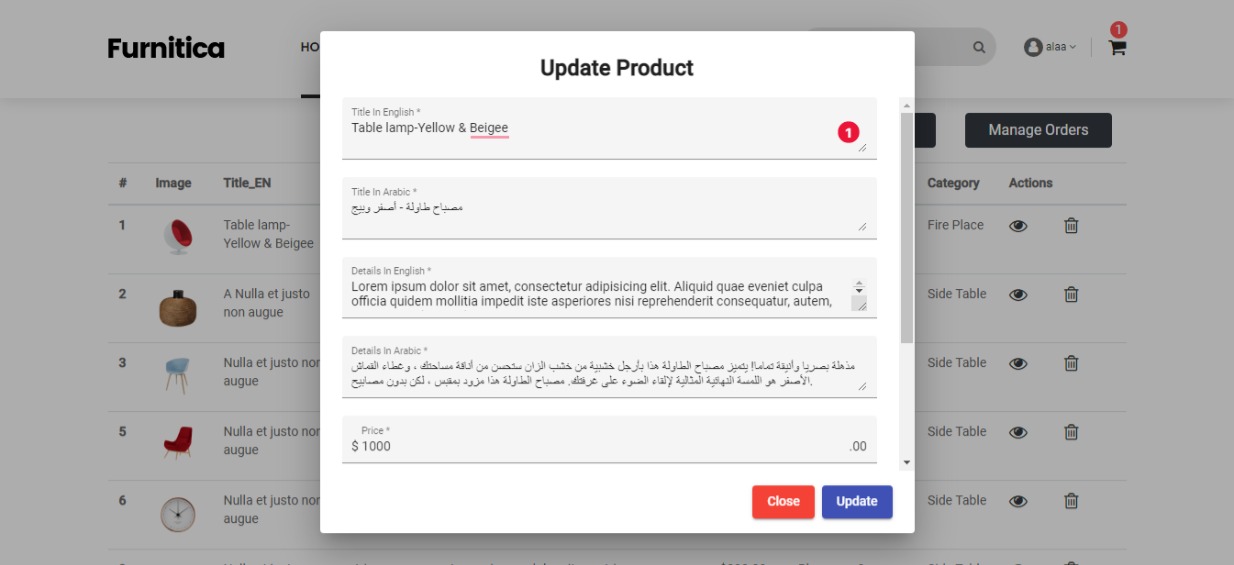 Furnitica
HO
alaa
1
Update Product
Title In English *
Table lamp-Yellow & Beigee
1
Title In Arabic *
مصباح طاولة - أصفر وبيج
Details In English *
Lorem ipsum dolor sit amet, consectetur adipisicing elit. Aliquid quae eveniet culpa
officia quidem mollitia impedit iste asperiores nisi reprehenderit consequatur, autem,
Details In Arabic *
مذهلة بصريا وأنيقة تماما! يتميز مصباح الطاولة هذا بأرجل خشبية من خشب الزان ستحسن من أناقة مساحتك ، وغطاء القماش
الأصفر هو اللمسة النهائية المثالية لإلقاء الضوء على غرفتك. مصباح الطاولة هذا مزود بمقبس ، لكن بدون مصابيح.
Price *
$ 1000 .00
Close Update
Manage Orders
# Image Title_EN Category Actions
1 Table lamp- Fire Place
Yellow & Beigee
2 A Nulla et justo Side Table
non augue
3 Nulla et justo non Side Table
augue
5 Nulla et justo non Side Table
augue
6 Nulla et justo non Side Table
augue